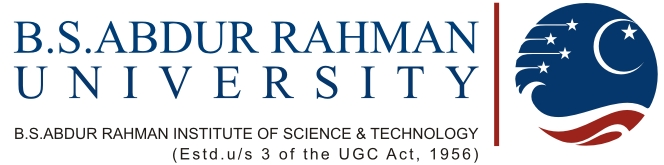 B.S.ABDUR RAHMAN
UNIVERSITY
B.S.ABDUR RAHMAN INSTITUTE OF SCIENCE & TECHNOLOGY
(Estd.u/s 3 of the UGC Act, 1956)